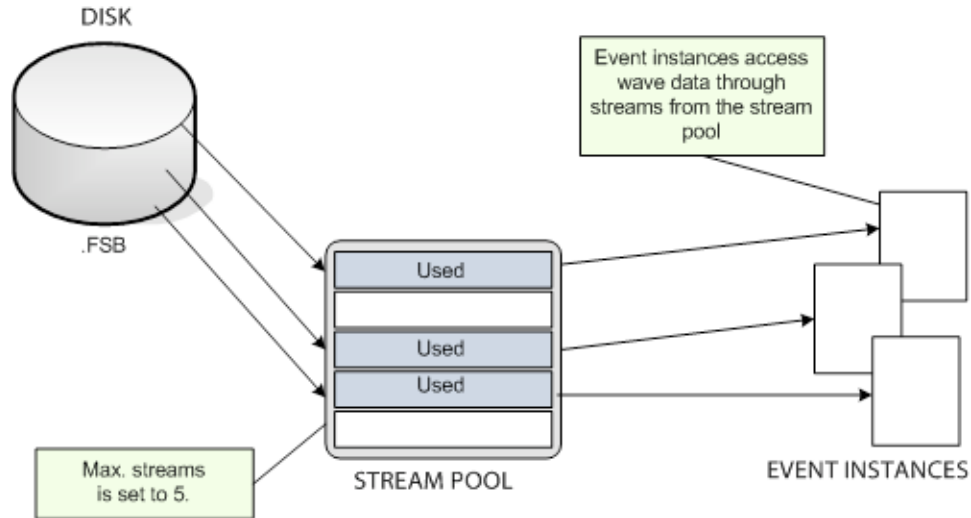 DISK
.FSB
Event instances access
wave data through
streams from the stream
pool
Used
Used
Used
Max. streams
is set to 5.
STREAM POOL
EVENT INSTANCES